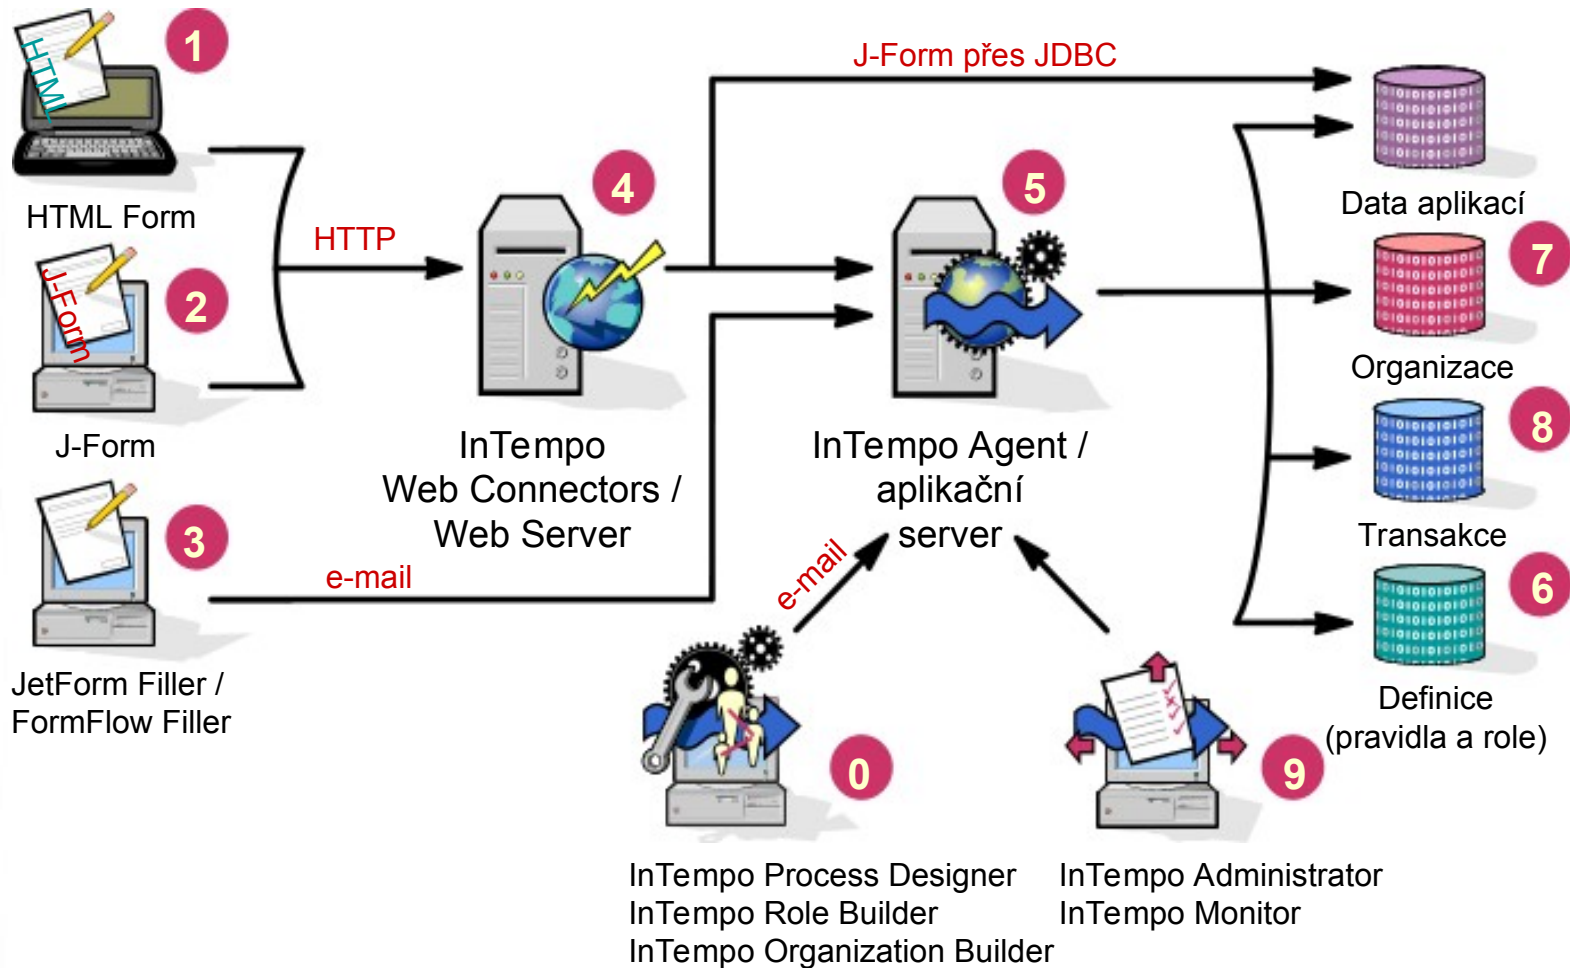 1
HTML
HTML Form
2
J-Form
J-Form
3
JetForm Filler /
FormFlow Filler
HTTP
e-mail
4
InTempo
Web Connectors /
Web Server
J-Form přes JDBC
5
InTempo Agent /
aplikační
server
e-mail
0
InTempo Process Designer
InTempo Role Builder
InTempo Organization Builder
9
InTempo Administrator
InTempo Monitor
Data aplikací
7
Organizace
8
Transakce
6
Definice
(pravidla a role)